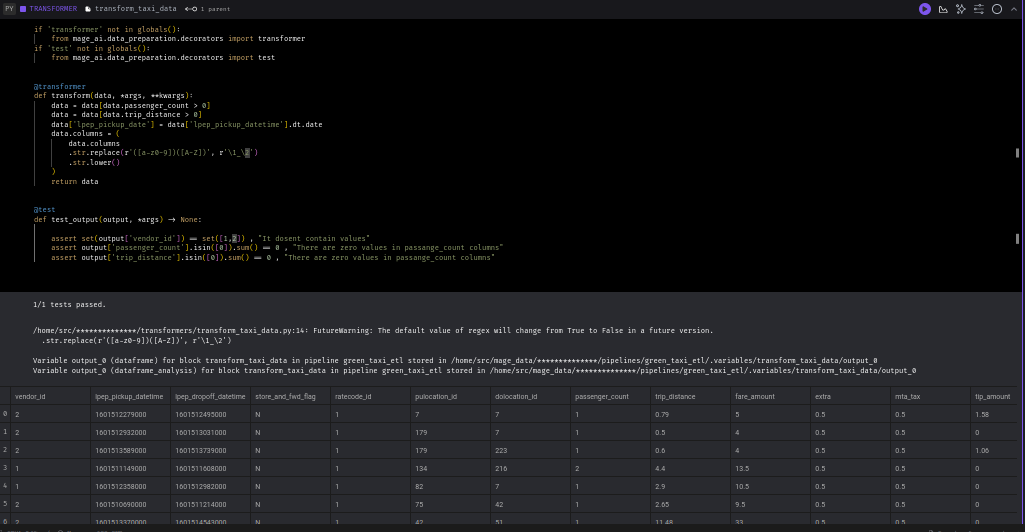 PY TRANSFORMER transform_taxi_data 1 parent
if 'transformer' not in globals():
from mage_ai.data_preparation.decorators import transformer
if 'test' not in globals():
from mage_ai.data_preparation.decorators import test
@transformer
def transform(data, *args, **kwargs):
data = data[data.passenger_count > 0]
data = data[data.trip_distance > 0]
data['lpep_pickup_date'] = data['lpep_pickup_datetime'].dt.date
data.columns = (
data.columns
.str.replace(r'([a-z0-9])([A-Z])', r'\1_\2')
.str.lower()
)
return data
@test
def test_output(output, *args) -> None:
assert set(output['vendor_id']) == set([1,2]) , "It dosent contain values"
assert output['passenger_count'].isin([0]).sum() == 0 , "There are zero values in passange_count columns"
assert output['trip_distance'].isin([0]).sum() == 0 , "There are zero values in passange_count columns"
1/1 tests passed.
/home/src/**************/transformers/transform_taxi_data.py:14: FutureWarning: The default value of regex will change from True to False in a future version.
.str.replace(r'([a-z0-9])([A-Z])', r'\1_\2')
Variable output_0 (dataframe) for block transform_taxi_data in pipeline green_taxi_etl stored in /home/src/mage_data/**************/pipelines/green_taxi_etl/.variables/transform_taxi_data/output_0
Variable output_0 (dataframe_analysis) for block transform_taxi_data in pipeline green_taxi_etl stored in /home/src/mage_data/**************/pipelines/green_taxi_etl/.variables/transform_taxi_data/output_0
vendor_id lpep_pickup_datetime lpep_dropoff_datetime store_and_fwd_flag ratecode_id pulocation_id dolocation_id passenger_count trip_distance fare_amount extra mta_tax tip_amount
0 2 1601512279000 1601512495000 N 1 7 7 1 0.79 5 0.5 0.5 1.58
1 2 1601512932000 1601513031000 N 1 179 7 1 0.5 4 0.5 0.5 0
2 2 1601513589000 1601513739000 N 1 179 223 1 0.6 4 0.5 0.5 1.06
3 1 1601511149000 1601511608000 N 1 134 216 2 4.4 13.5 0.5 0.5 0
4 1 1601512358000 1601512982000 N 1 82 7 1 2.9 10.5 0.5 0.5 0
5 2 1601510690000 1601511214000 N 1 75 42 1 2.65 9.5 0.5 0.5 0
6 2 1601513370000 1601514543000 N 1 42 51 1 11.48 33 0.5 0.5 0